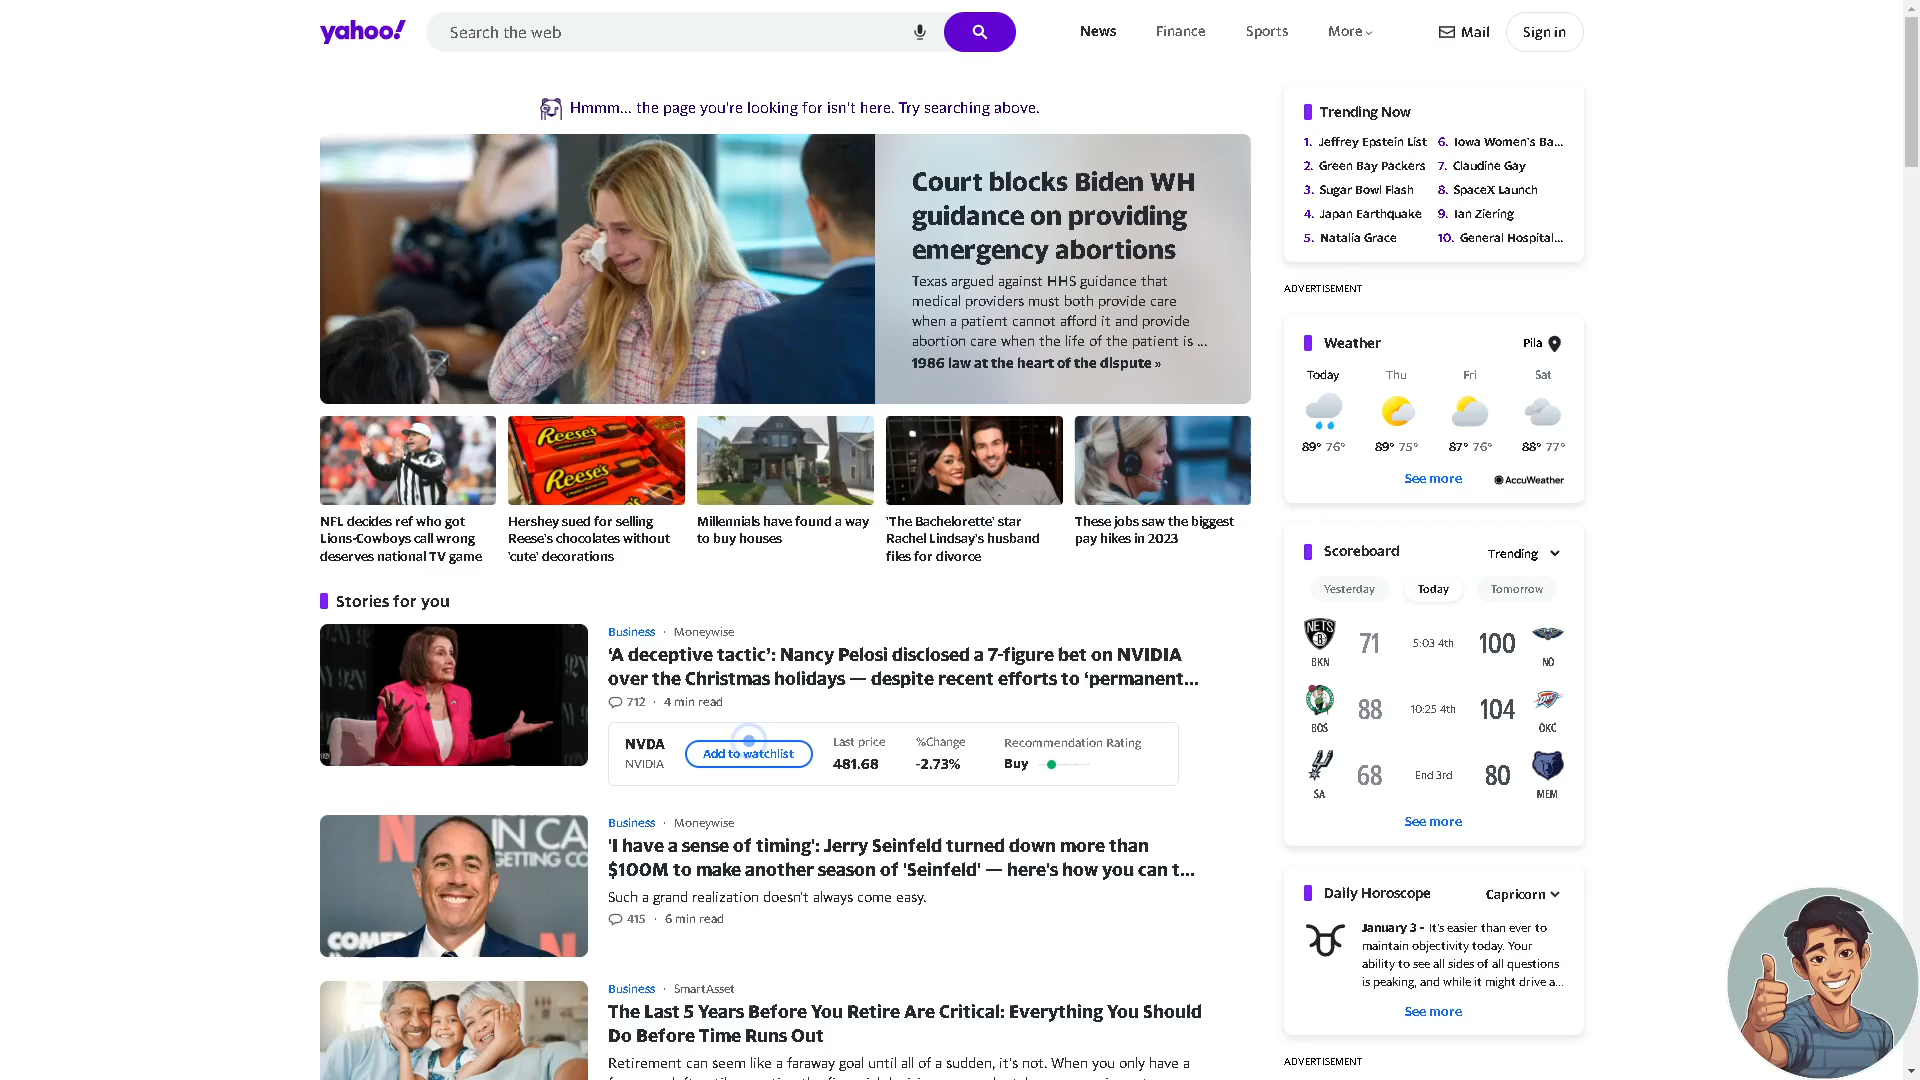 yahoo!
Search the web
News
Finance
Sports
More
Mail
Sign in
Hmmm... the page you're looking for isn't here. Try searching above.
Court blocks Biden WH
guidance on providing
emergency abortions
Texas argued against HHS guidance that
medical providers must both provide care
when a patient cannot afford it and provide
abortion care when the life of the patient is ...
1986 law at the heart of the dispute »
REESE'S
REESE'S
NFL decides ref who got
Lions-Cowboys call wrong
deserves national TV game
Hershey sued for selling
Reese's chocolates without
'cute' decorations
Millennials have found a way
to buy houses
'The Bachelorette' star
Rachel Lindsay's husband
files for divorce
These jobs saw the biggest
pay hikes in 2023
Stories for you
Business · Moneywise
‘A deceptive tactic’: Nancy Pelosi disclosed a 7-figure bet on NVIDIA
over the Christmas holidays — despite recent efforts to ‘permanent...
712 · 4 min read
NVDA
NVIDIA
Add to watchlist
Last price
481.68
%Change
-2.73%
Recommendation Rating
Buy
Business · Moneywise
'I have a sense of timing': Jerry Seinfeld turned down more than
$100M to make another season of 'Seinfeld' — here's how you can t...
Such a grand realization doesn't always come easy.
415 · 6 min read
IN CA
GETTING CO
COMED
Business · SmartAsset
The Last 5 Years Before You Retire Are Critical: Everything You Should
Do Before Time Runs Out
Retirement can seem like a faraway goal until all of a sudden, it's not. When you only have a
Trending Now
1. Jeffrey Epstein List
2. Green Bay Packers
3. Sugar Bowl Flash
4. Japan Earthquake
5. Natalia Grace
6. Iowa Women's Ba...
7. Claudine Gay
8. SpaceX Launch
9. Ian Ziering
10. General Hospital...
ADVERTISEMENT
Weather
Pila
Today Thu Fri Sat
89° 76° 89° 75° 87° 76° 88° 77°
See more
AccuWeather
Scoreboard
Trending
Yesterday Today Tomorrow
NETS
BKN 71 5:03 4th 100 NO
BOS 88 10:25 4th 104 OKC
SA 68 End 3rd 80 MEM
See more
Daily Horoscope
Capricorn
January 3 - It's easier than ever to
maintain objectivity today. Your
ability to see all sides of all questions
is peaking, and while it might drive a...
See more
ADVERTISEMENT